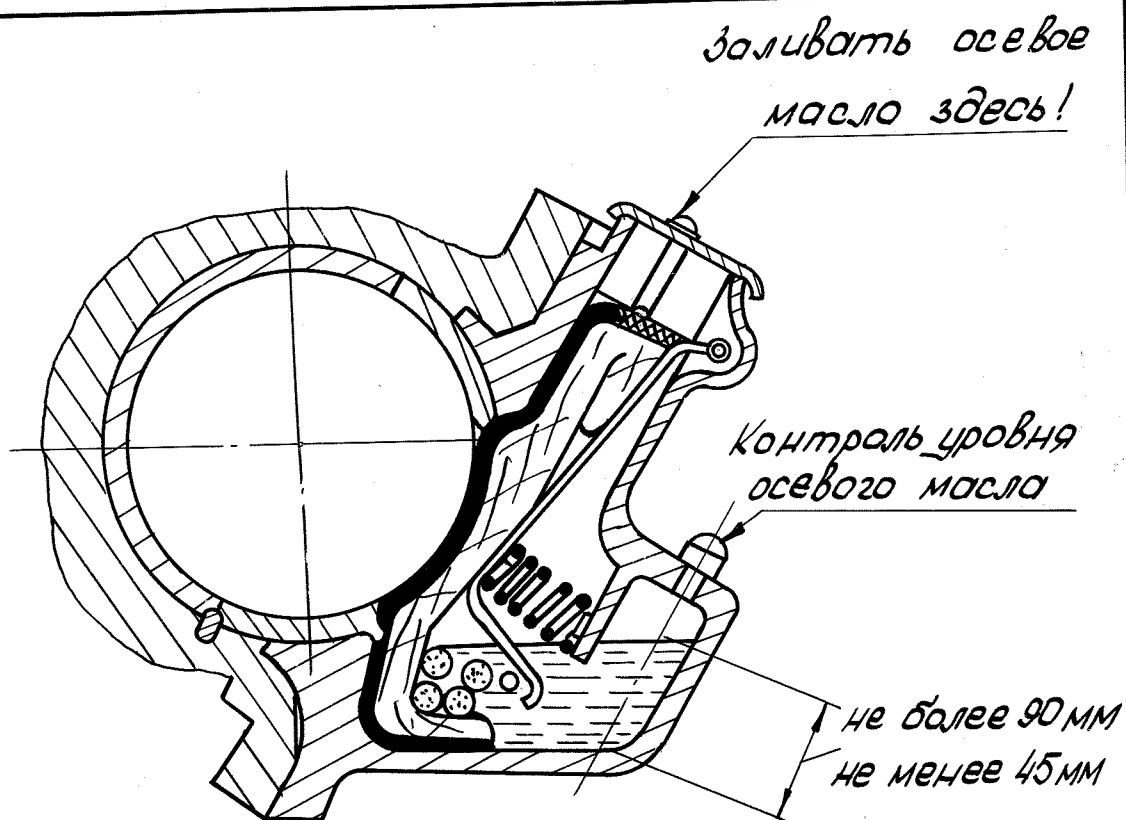 Заливать осевое
масло здесь!
Контроль уровня
осевого масла
не более 90 мм
не менее 45 мм